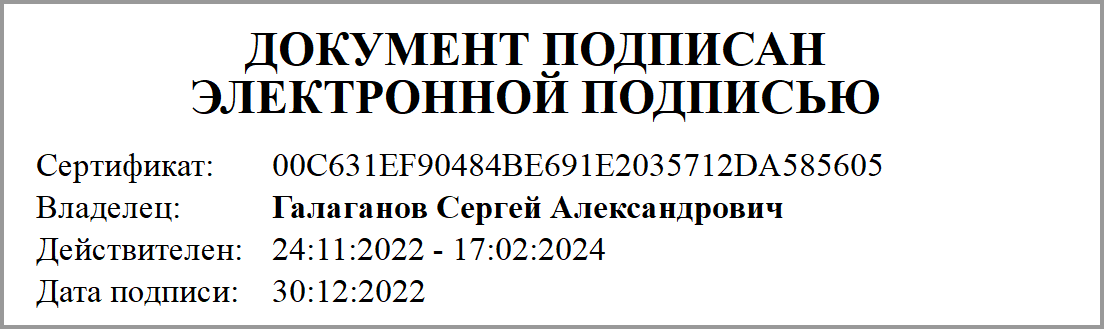 ДОКУМЕНТ ПОДПИСАН
ЭЛЕКТРОННОЙ ПОДПИСЬЮ
Сертификат: 00C631EF90484BE691E2035712DA585605
Владелец: Галаганов Сергей Александрович
Действителен: 24:11:2022 - 17:02:2024
Дата подписи: 30:12:2022